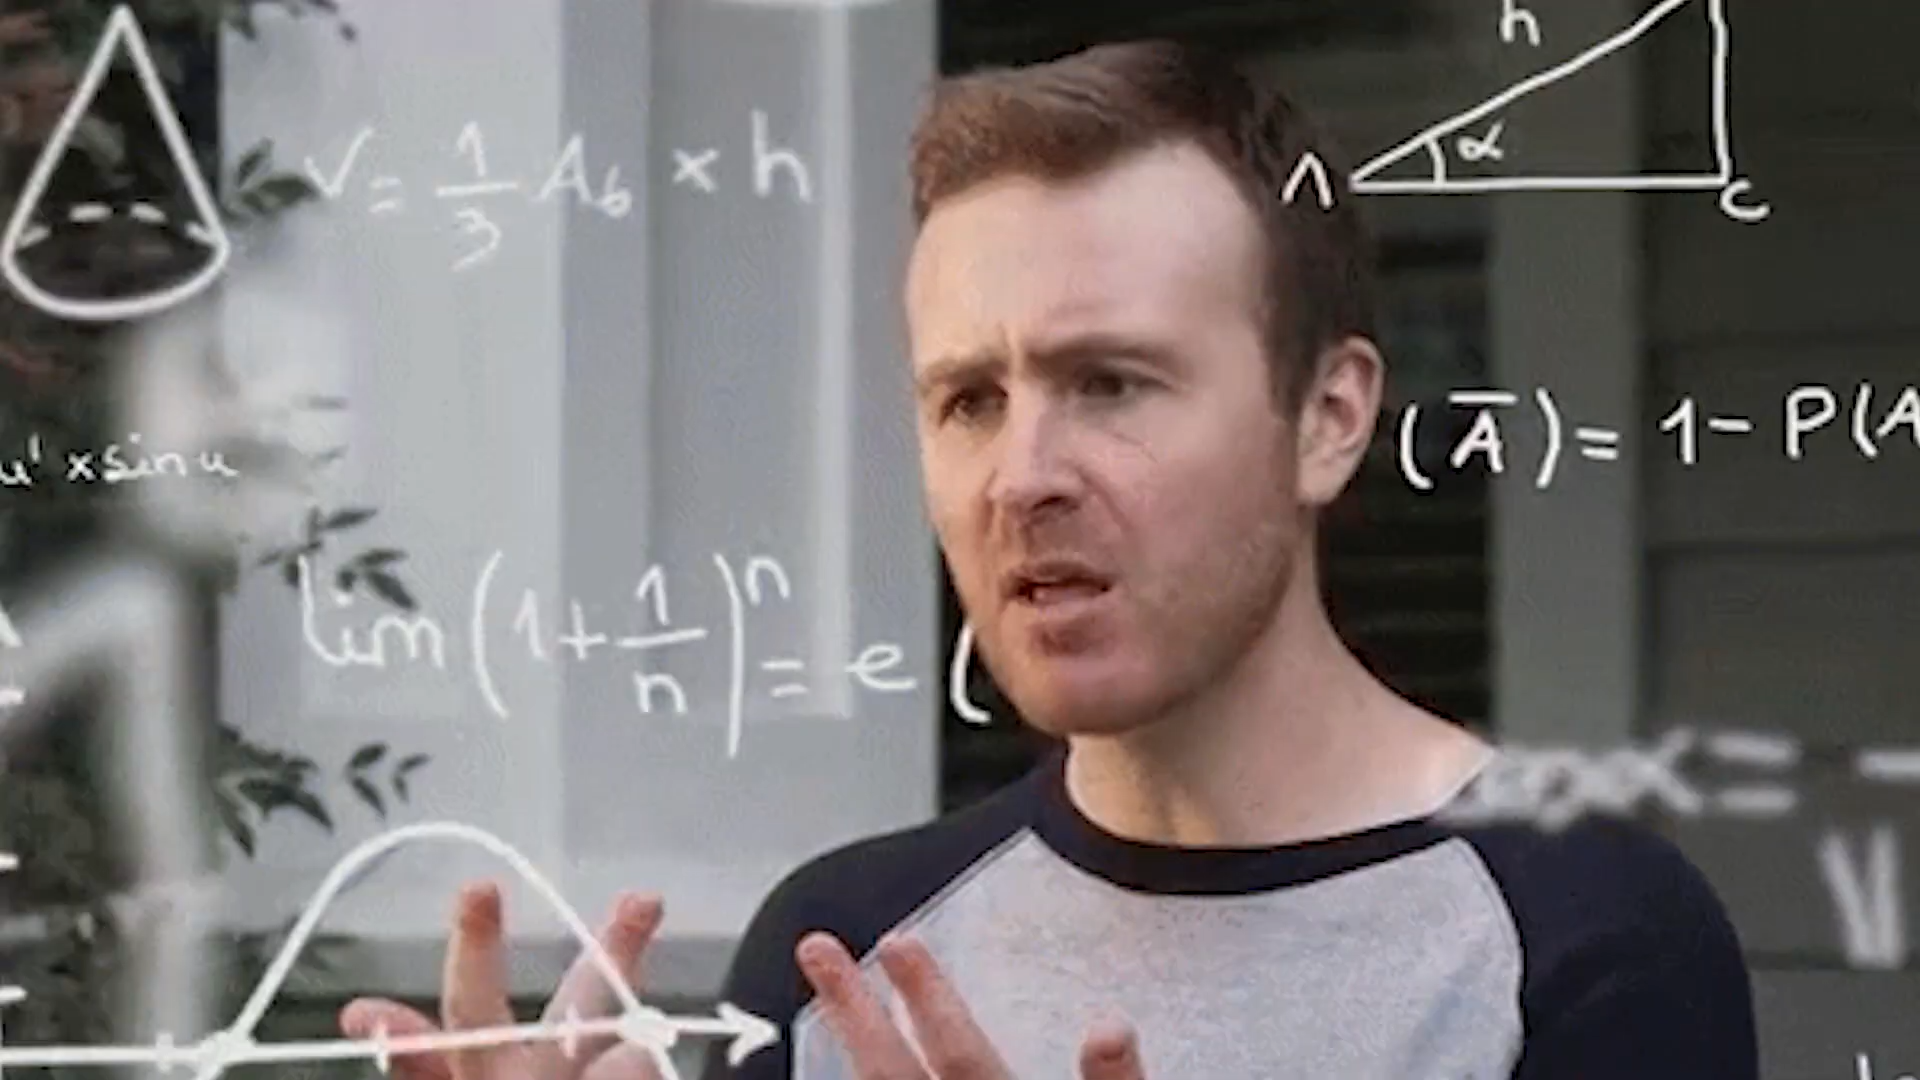 h
V = 1/3 A_b × h
α
A
C
(A̅) = 1 - P(A
u' x sin u
lim (1 + 1/n)^n = e (
x = -